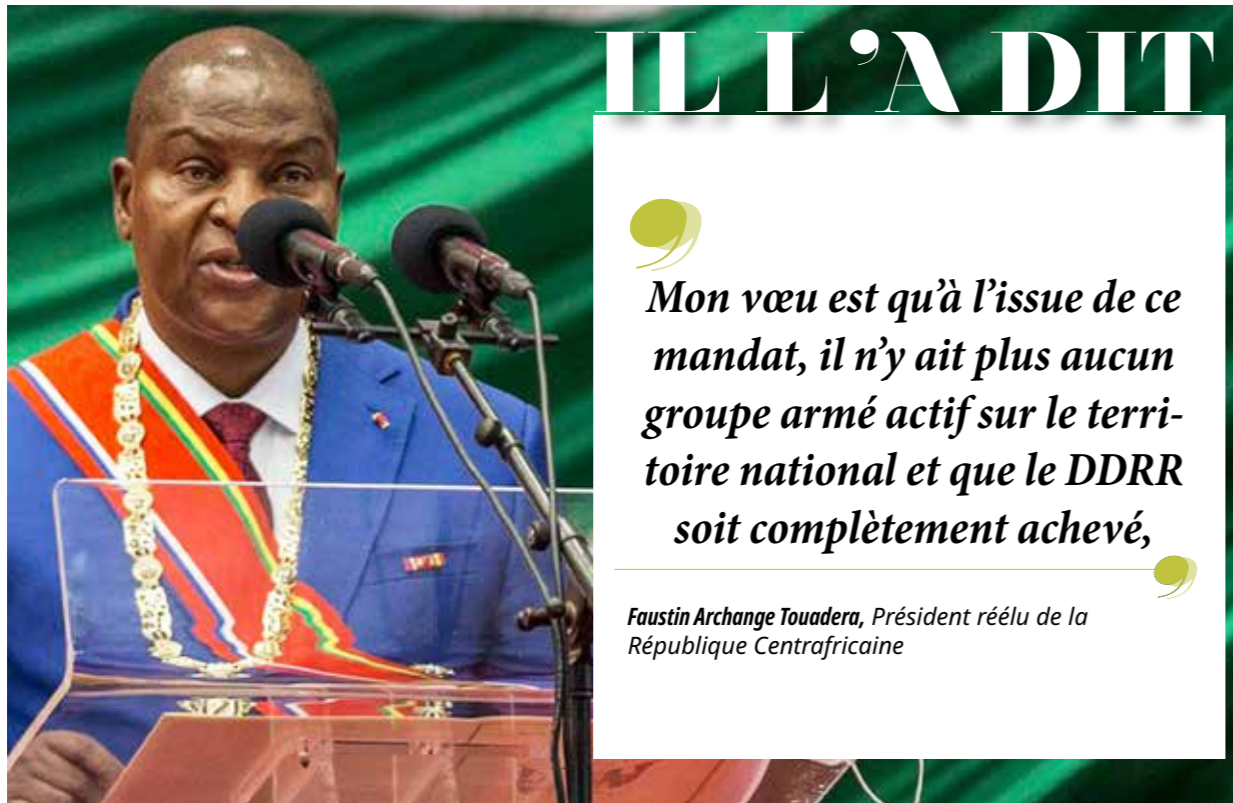 IL L'A DIT
Mon vœu est qu'à l'issue de ce
mandat, il n'y ait plus aucun
groupe armé actif sur le terri-
toire national et que le DDRR
soit complètement achevé,
Faustin Archange Touadera, Président réélu de la
République Centrafricaine